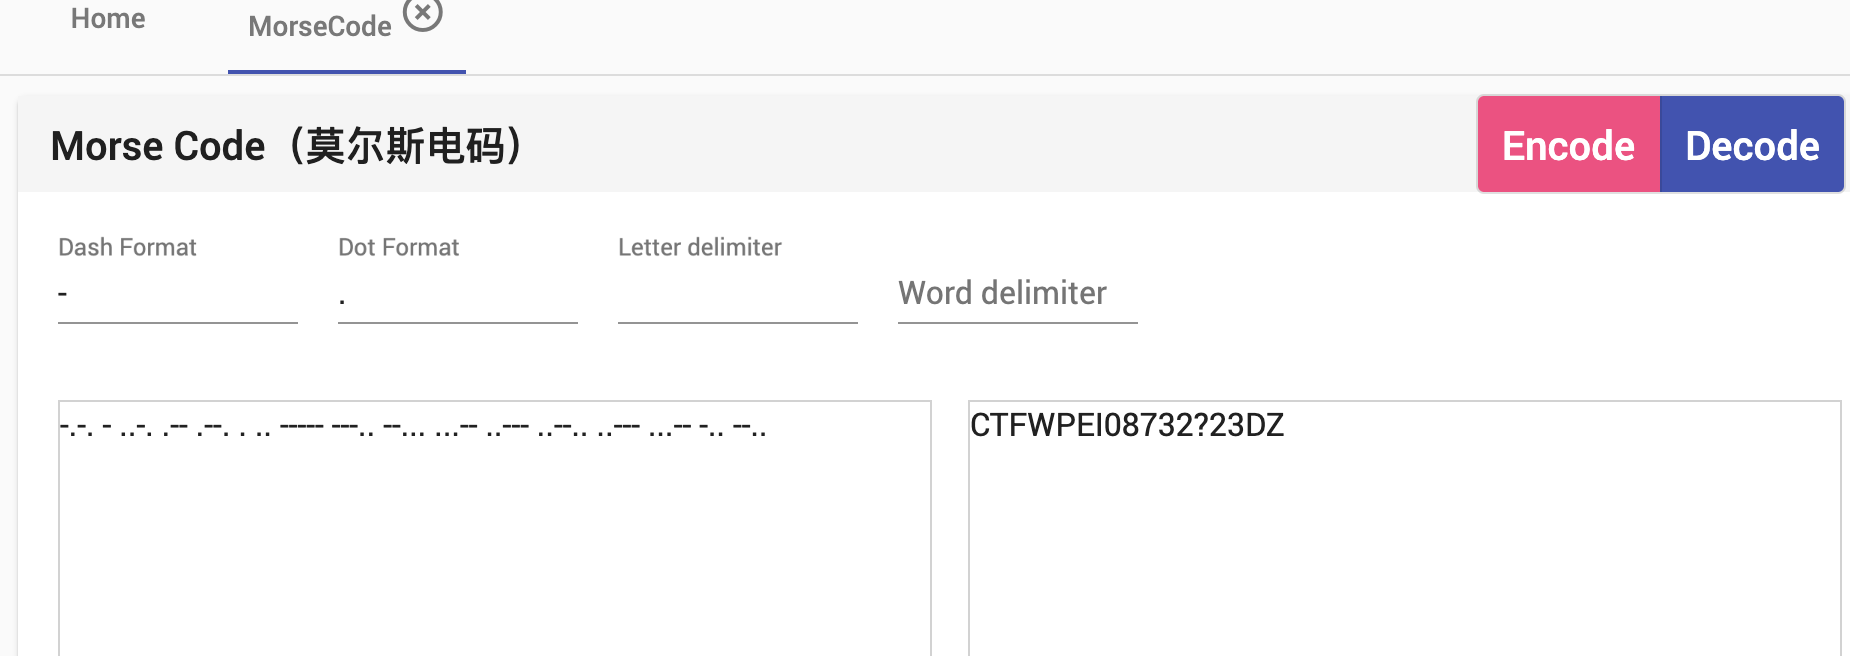 Home
MorseCode
Morse Code（莫尔斯电码）
Encode
Decode
Dash Format
Dot Format
Letter delimiter
-
.
Word delimiter
-.-. - ..-. .-- .--. . .. ----- ---.. --... ...-- ..--- ..--.. ..--- ...-- -.. --..
CTFWPEI08732?23DZ